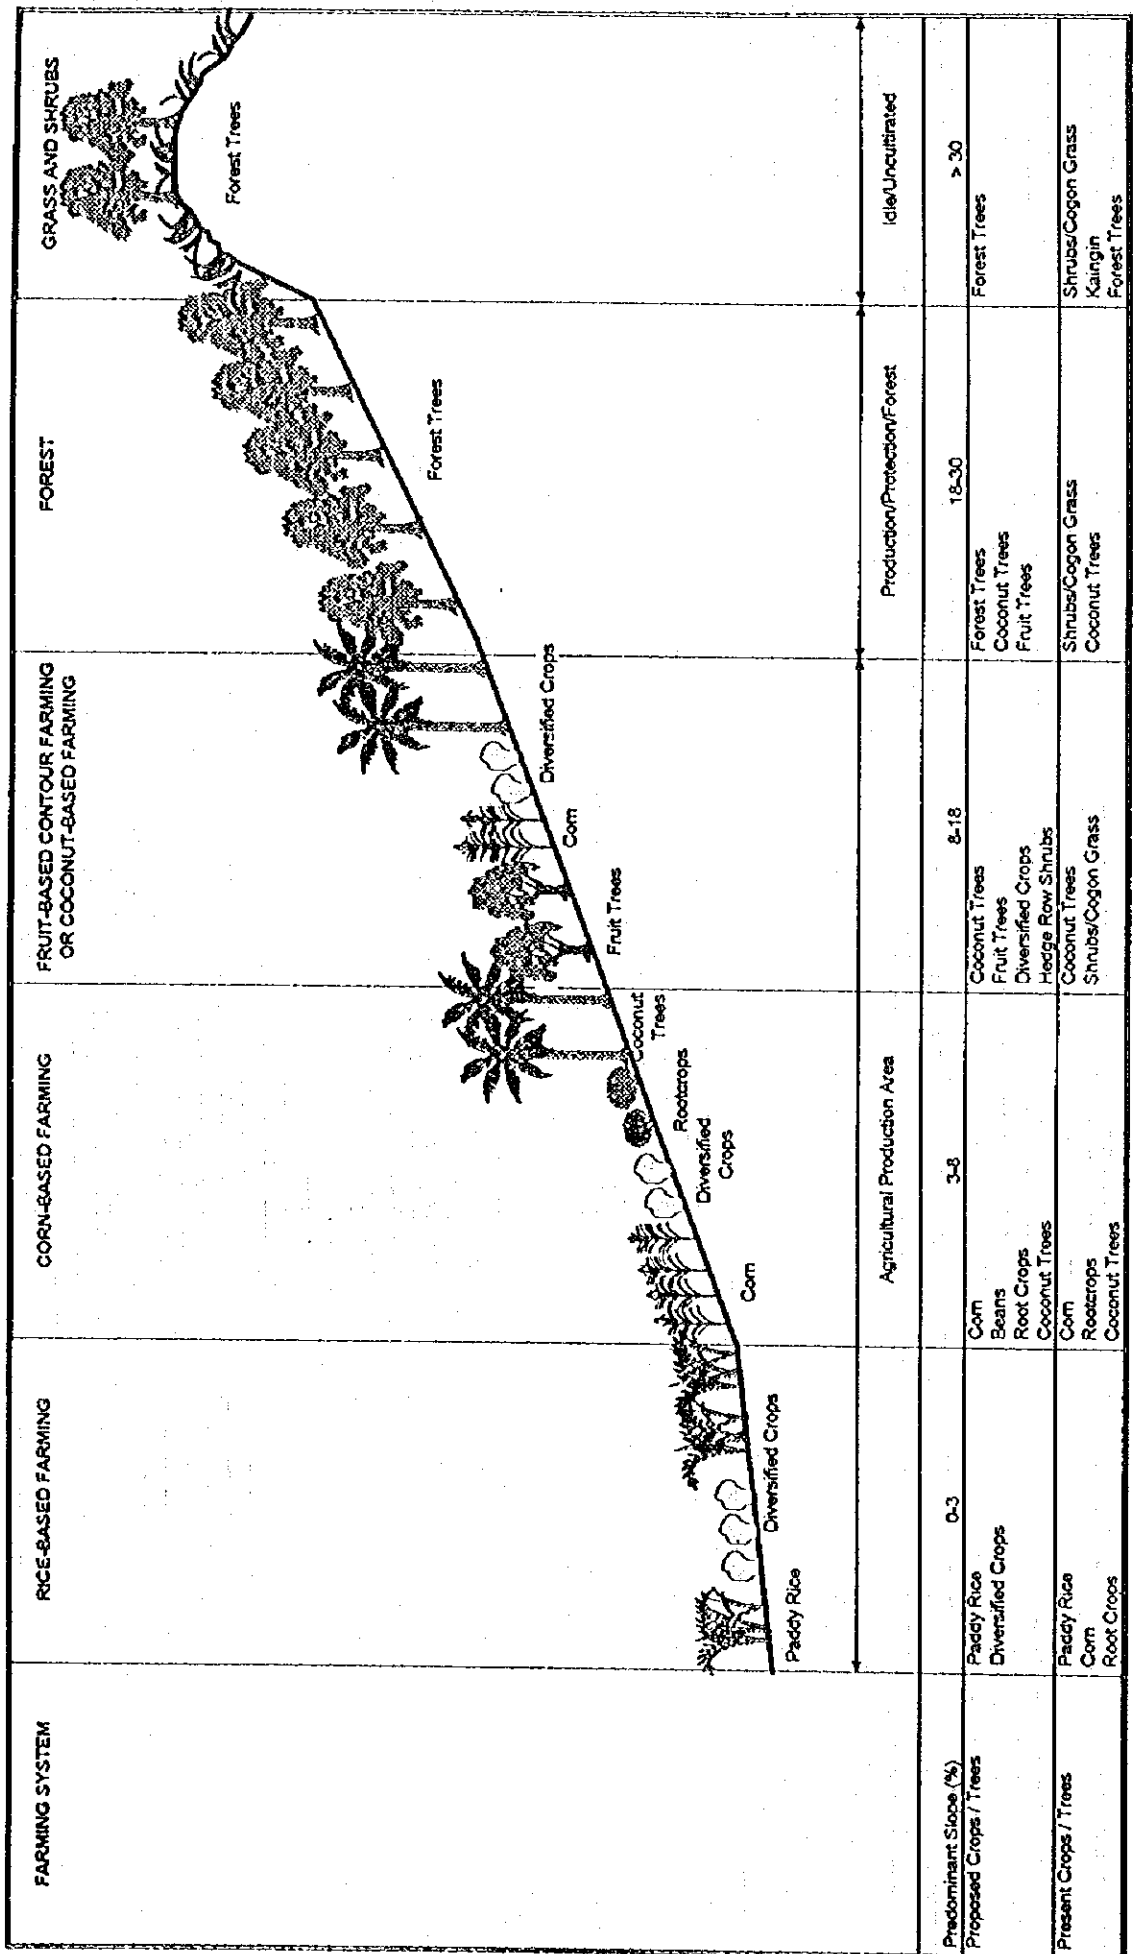 FARMING SYSTEM
RICE-BASED FARMING
CORN-BASED FARMING
FRUIT-BASED CONTOUR FARMING
OR COCONUT-BASED FARMING
FOREST
GRASS AND SHRUBS
Paddy Rice
Diversified Crops
Corn
Diversified
Crops
Rootcrops
Coconut
Trees
Fruit Trees
Corn
Diversified Crops
Forest Trees
Forest Trees
Agricultural Production Area
Production/Protection/Forest
Idle/Uncultirated
Predominant Slope (%)
0-3
3-8
8-18
18-30
> 30
Proposed Crops / Trees
Paddy Rice
Diversified Crops
Corn
Beans
Root Crops
Coconut Trees
Coconut Trees
Fruit Trees
Diversified Crops
Hedge Row Shrubs
Forest Trees
Coconut Trees
Fruit Trees
Forest Trees
Present Crops / Trees
Paddy Rice
Corn
Root Crops
Corn
Rootcrops
Coconut Trees
Coconut Trees
Shrubs/Cogon Grass
Shrubs/Cogon Grass
Coconut Trees
Shrubs/Cogon Grass
Kaingin
Forest Trees